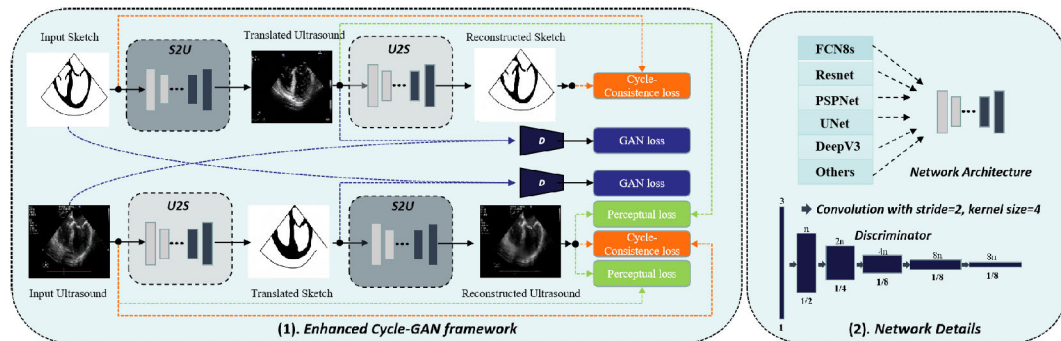 Input Sketch
S2U
Translated Ultrasound
U2S
Reconstructed Sketch
Cycle-
Consistence loss
D
GAN loss
D
GAN loss
U2S
S2U
Perceptual loss
Cycle-
Consistence loss
Perceptual loss
Input Ultrasound
Translated Sketch
Reconstructed Ultrasound
(1). Enhanced Cycle-GAN framework
FCN8s
Resnet
PSPNet
UNet
DeepV3
Others
Network Architecture
Convolution with stride=2, kernel size=4
Discriminator
3
n
2n
4n
8n
8n
1
1/2
1/4
1/8
1/8
1/8
(2). Network Details